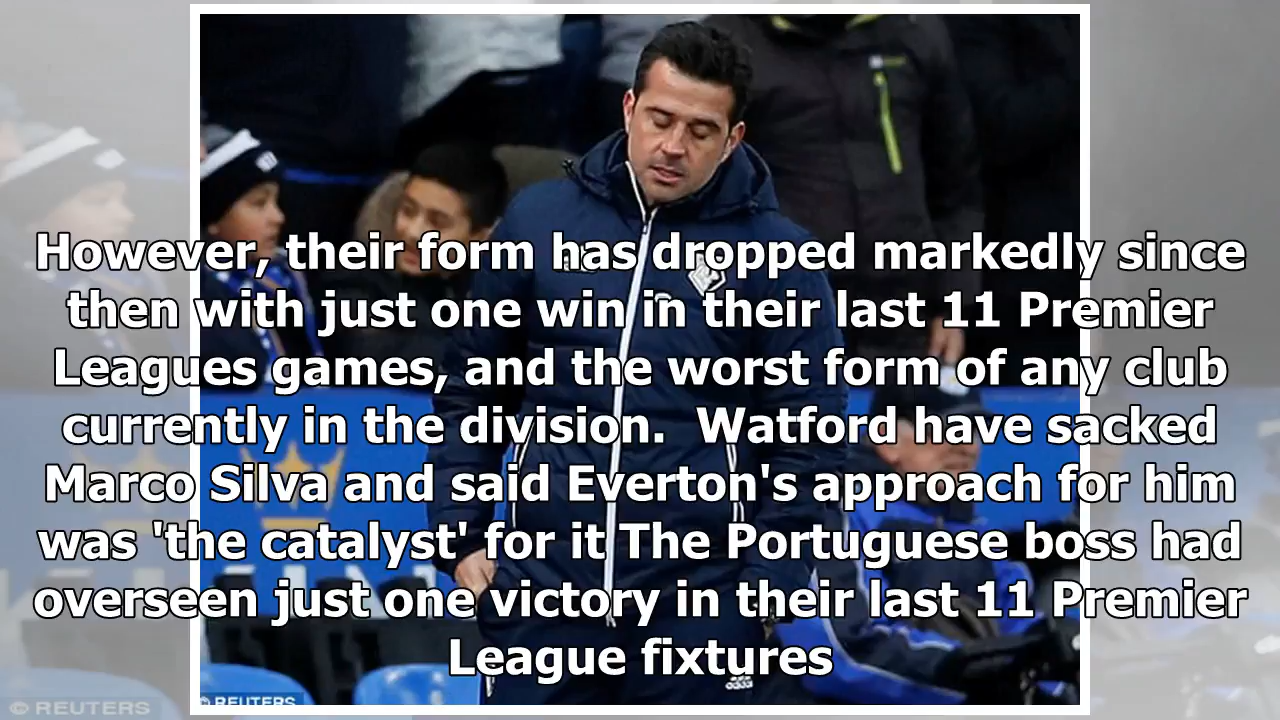 However, their form has dropped markedly since
then with just one win in their last 11 Premier
Leagues games, and the worst form of any club
currently in the division.  Watford have sacked
Marco Silva and said Everton's approach for him
was 'the catalyst' for it The Portuguese boss had
overseen just one victory in their last 11 Premier
League fixtures
© REUTERS
© REUTERS
adidas